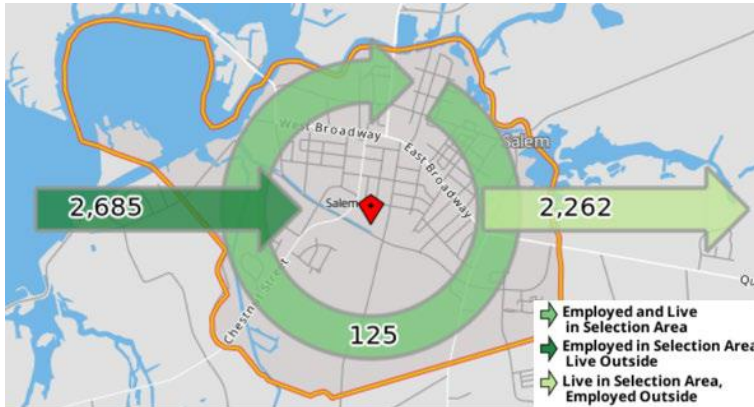 West Broadway
East Broadway
Salem
2,685
Salem
2,262
Chestnut Street
125
Qu
Employed and Live
in Selection Area
Employed in Selection Area
Live Outside
Live in Selection Area,
Employed Outside